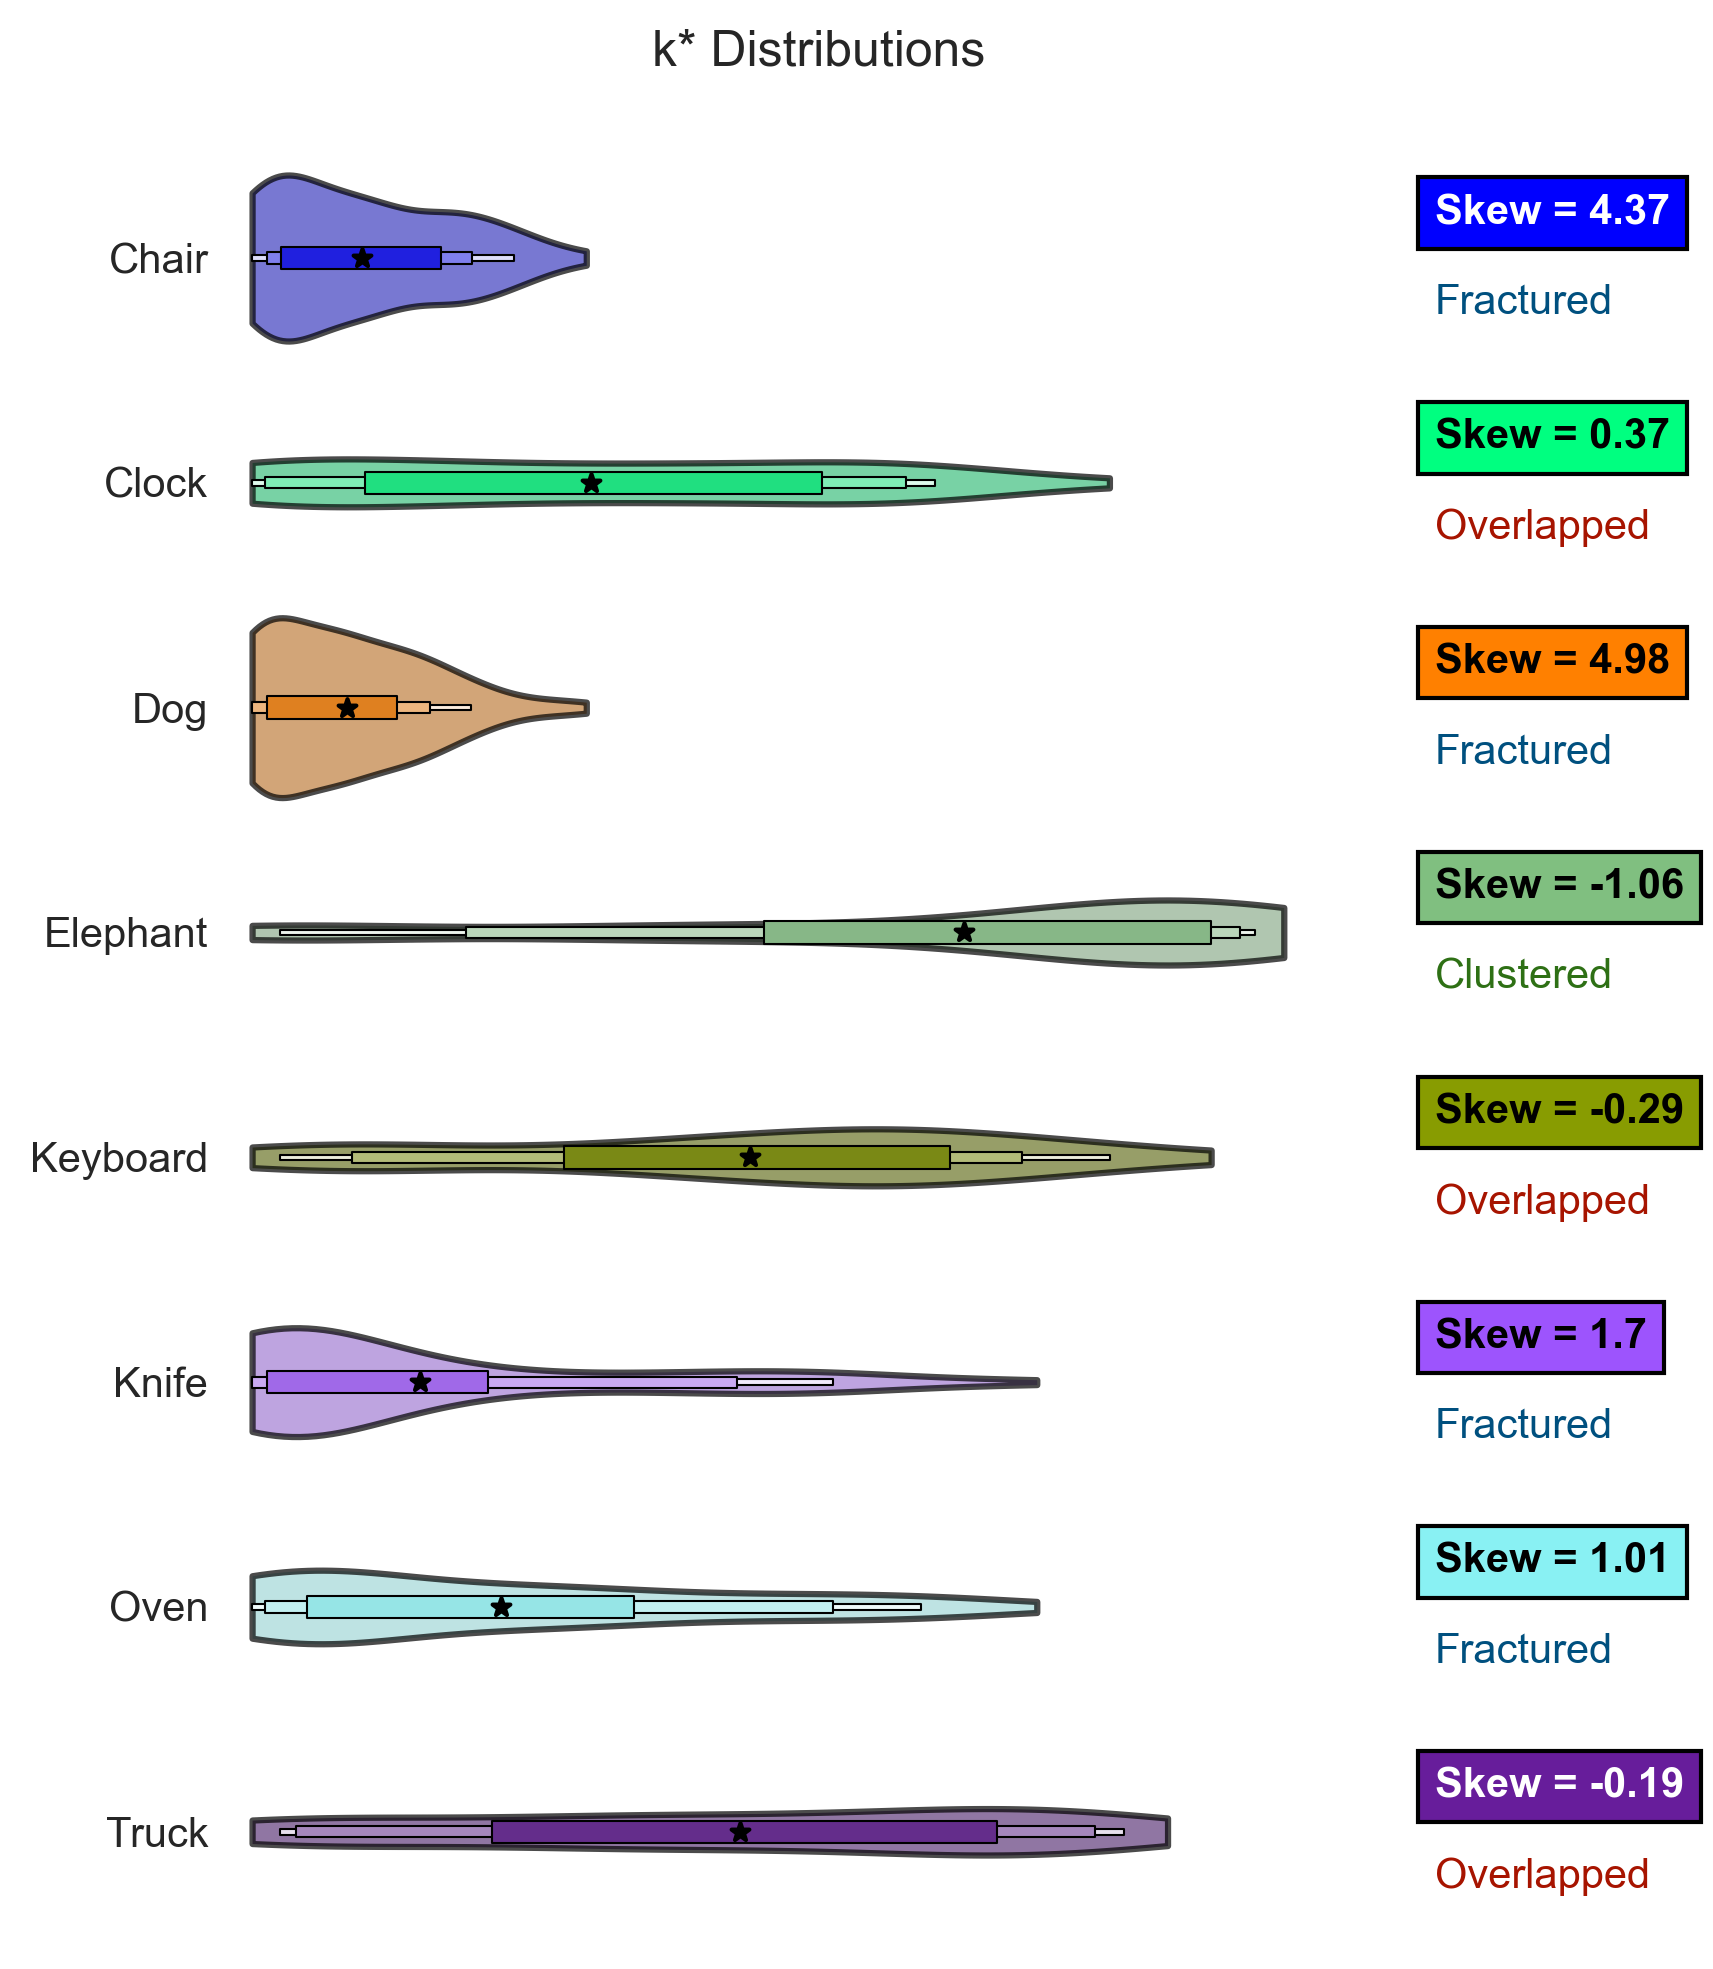 k* Distributions
Chair
Skew = 4.37
Fractured
Clock
Skew = 0.37
Overlapped
Dog
Skew = 4.98
Fractured
Elephant
Skew = -1.06
Clustered
Keyboard
Skew = -0.29
Overlapped
Knife
Skew = 1.7
Fractured
Oven
Skew = 1.01
Fractured
Truck
Skew = -0.19
Overlapped